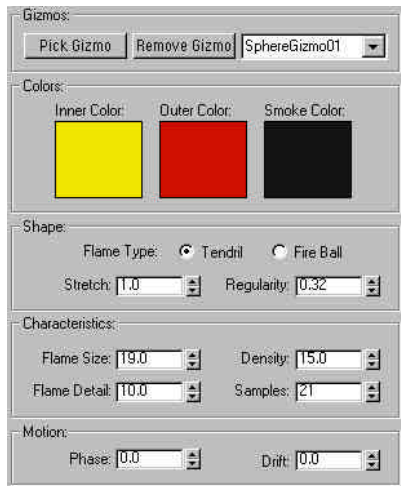 Gizmos:
Pick Gizmo Remove Gizmo SphereGizmo01
Colors:
Inner Color: Outer Color: Smoke Color:
Shape:
Flame Type: Tendril Fire Ball
Stretch: 1.0 Regularity: 0.32
Characteristics:
Flame Size: 19.0 Density: 15.0
Flame Detail: 10.0 Samples: 21
Motion:
Phase: 0.0 Drift: 0.0